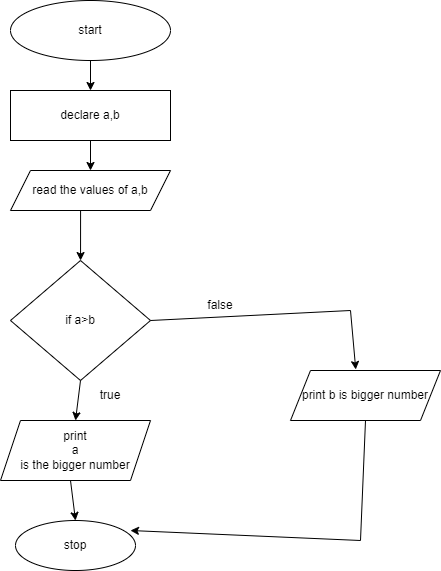 start
declare a,b
read the values of a,b
if a>b
false
true
print b is bigger number
print
a
is the bigger number
stop